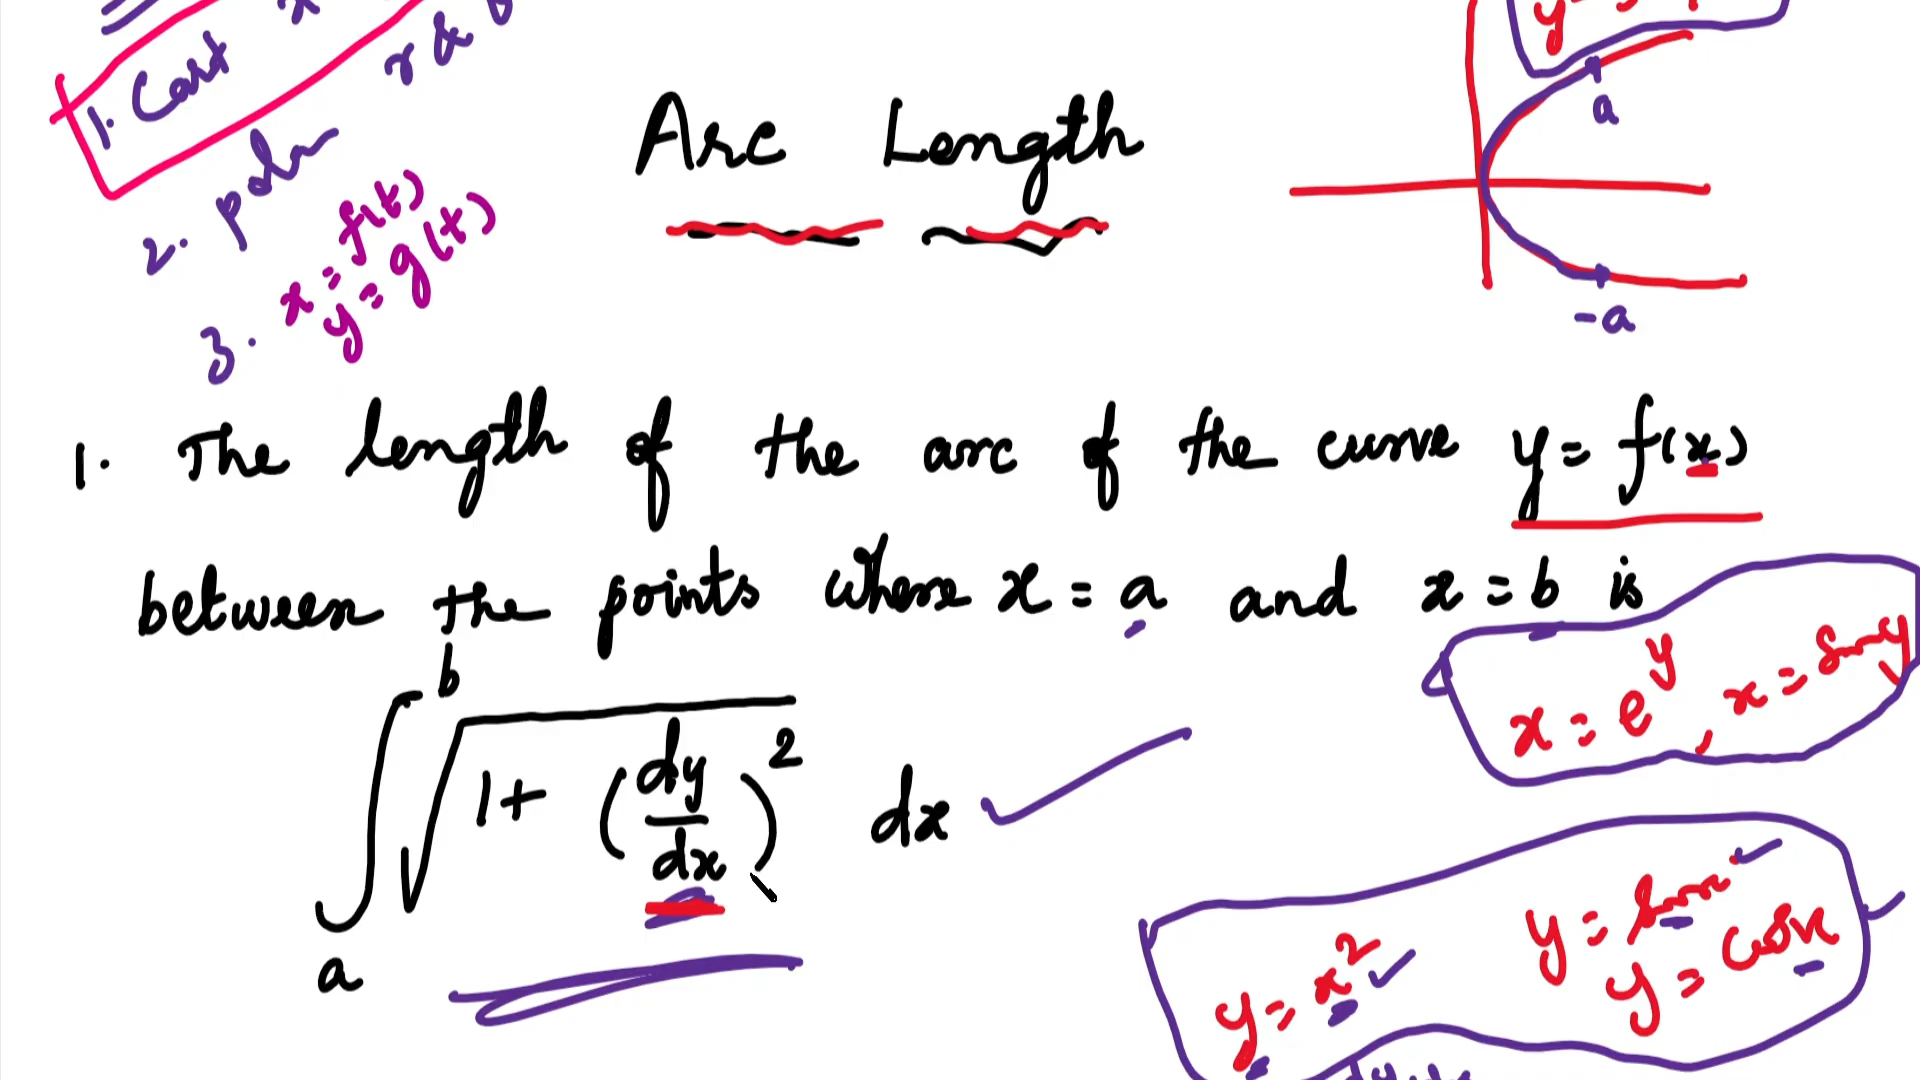 1. Cart x
2. polar r &
3. x = f(t)
y = g(t)
Arc Length
a
-a
1. The length of the arc of the curve y = f(x)
between the points where x = a and x = b is
∫_a^b √(1 + (dy/dx)^2) dx
x = e^y, x = sin y
y = x^2
y = sin x
y = cos x